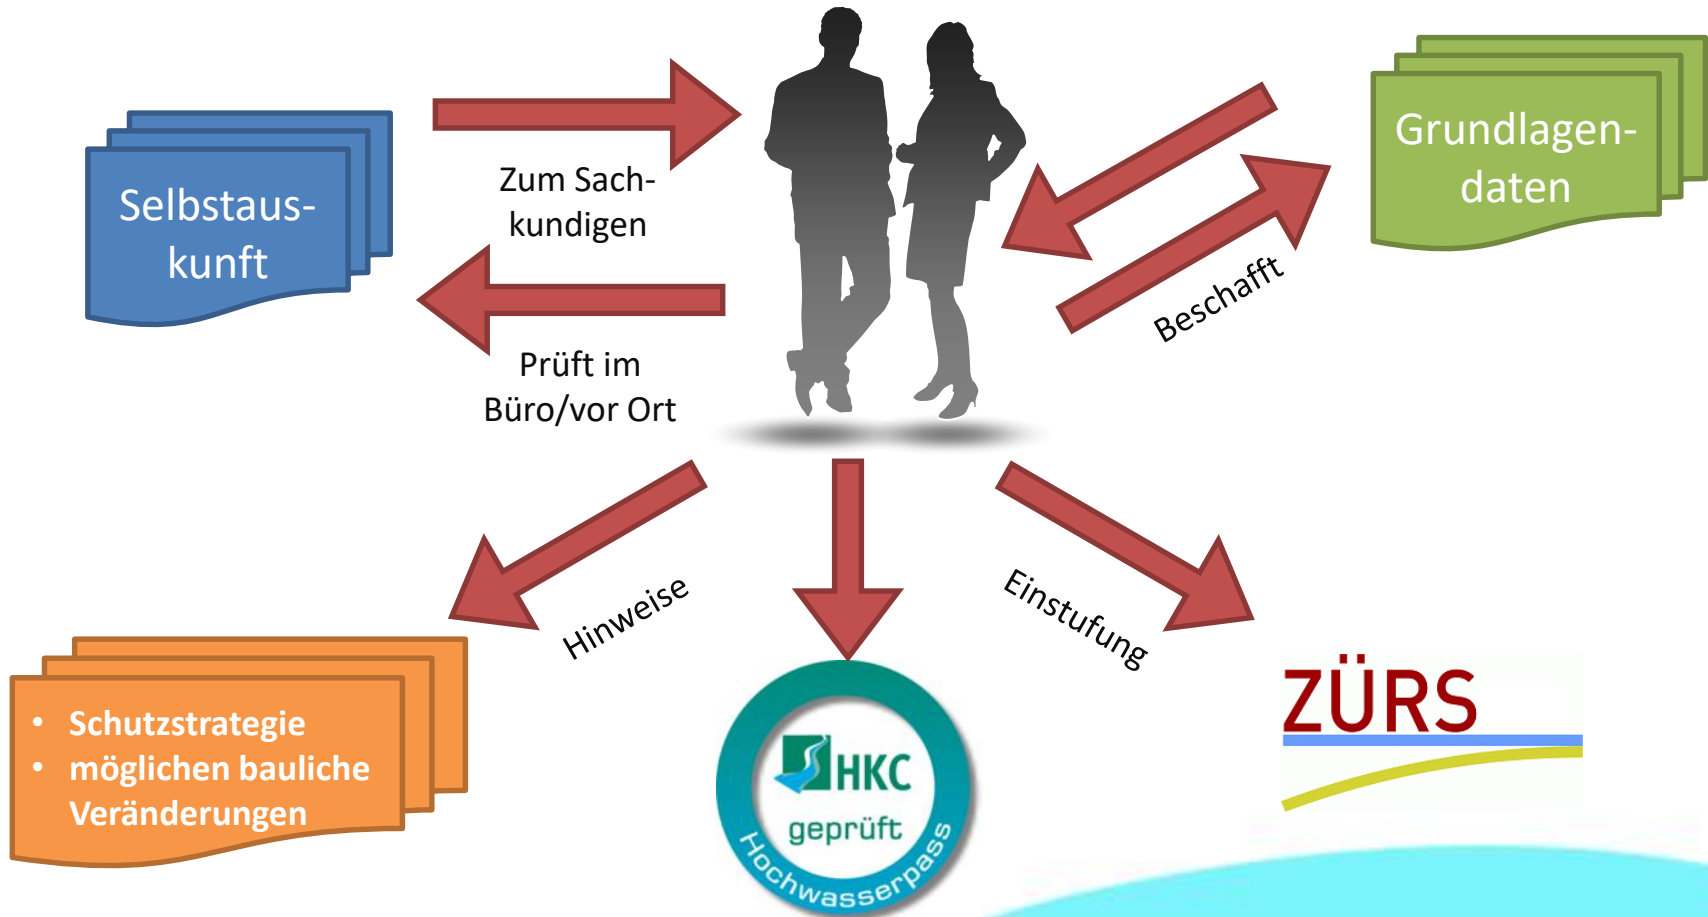 Selbstaus-
kunft
Zum Sach-
kundigen
Prüft im
Büro/vor Ort
Grundlagen-
daten
Beschafft
Hinweise
Einstufung
• Schutzstrategie
• möglichen bauliche
Veränderungen
HKC
geprüft
Hochwasserpass
ZÜRS